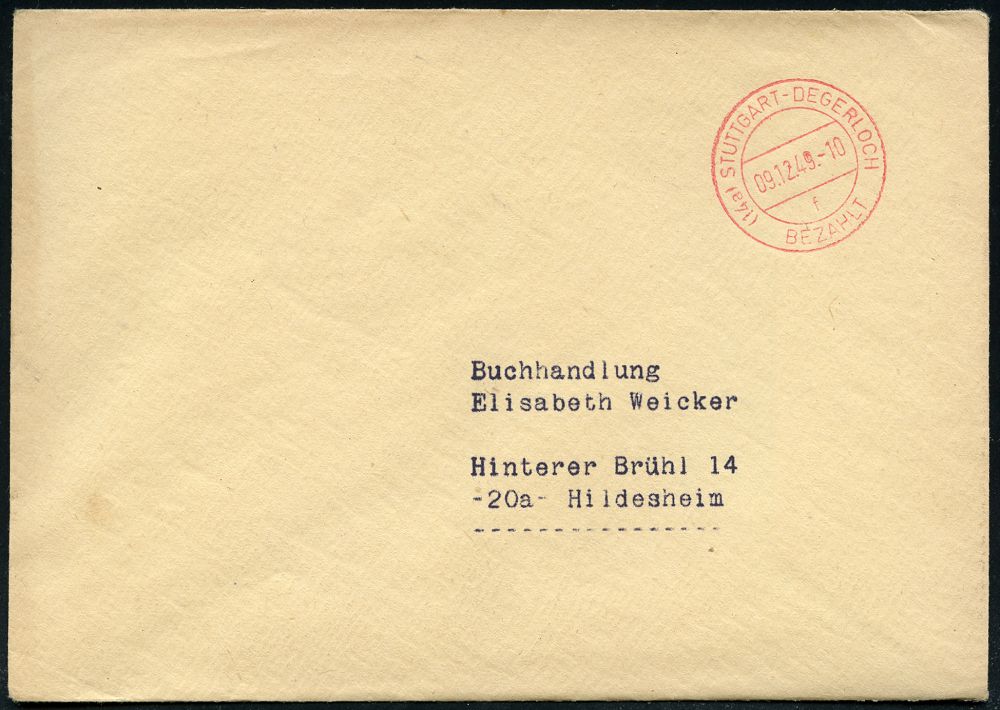 (14a) STUTTGART-DEGERLOCH
09.12.49.-10
f
BEZAHLT
Buchhandlung
Elisabeth Weicker
Hinterer Brühl 14
-20a- Hildesheim